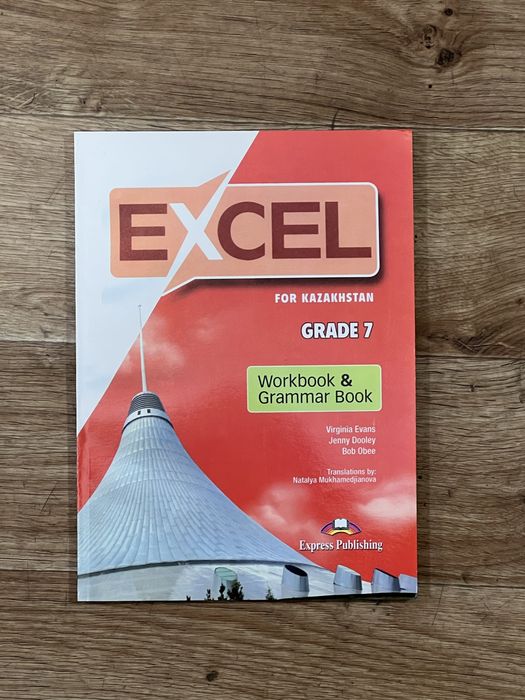 EXCEL
FOR KAZAKHSTAN
GRADE 7
Workbook &
Grammar Book
Virginia Evans
Jenny Dooley
Bob Obee
Translations by:
Natalya Mukhamedjianova
Express Publishing